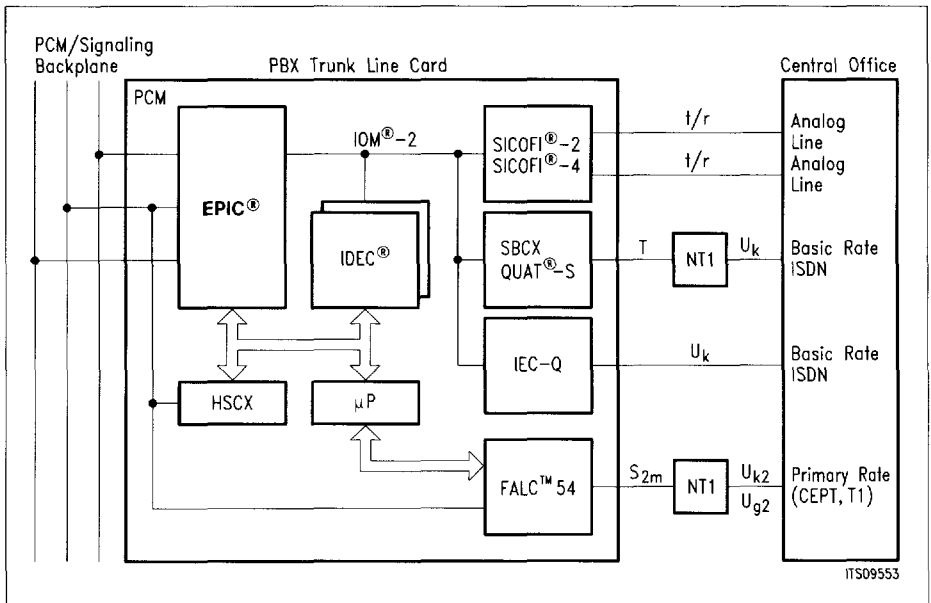 PCM/Signaling
Backplane
PBX Trunk Line Card
Central Office
PCM
EPIC®
IOM®-2
IDEC®
HSCX
μP
SICOFI®-2
SICOFI®-4
SBCX
QUAT®-S
IEC-Q
FALC™ 54
t/r
t/r
T
NT1
Uk
Uk
S2m
NT1
Uk2
Ug2
Analog
Line
Analog
Line
Basic Rate
ISDN
Basic Rate
ISDN
Primary Rate
(CEPT, T1)
ITS09553